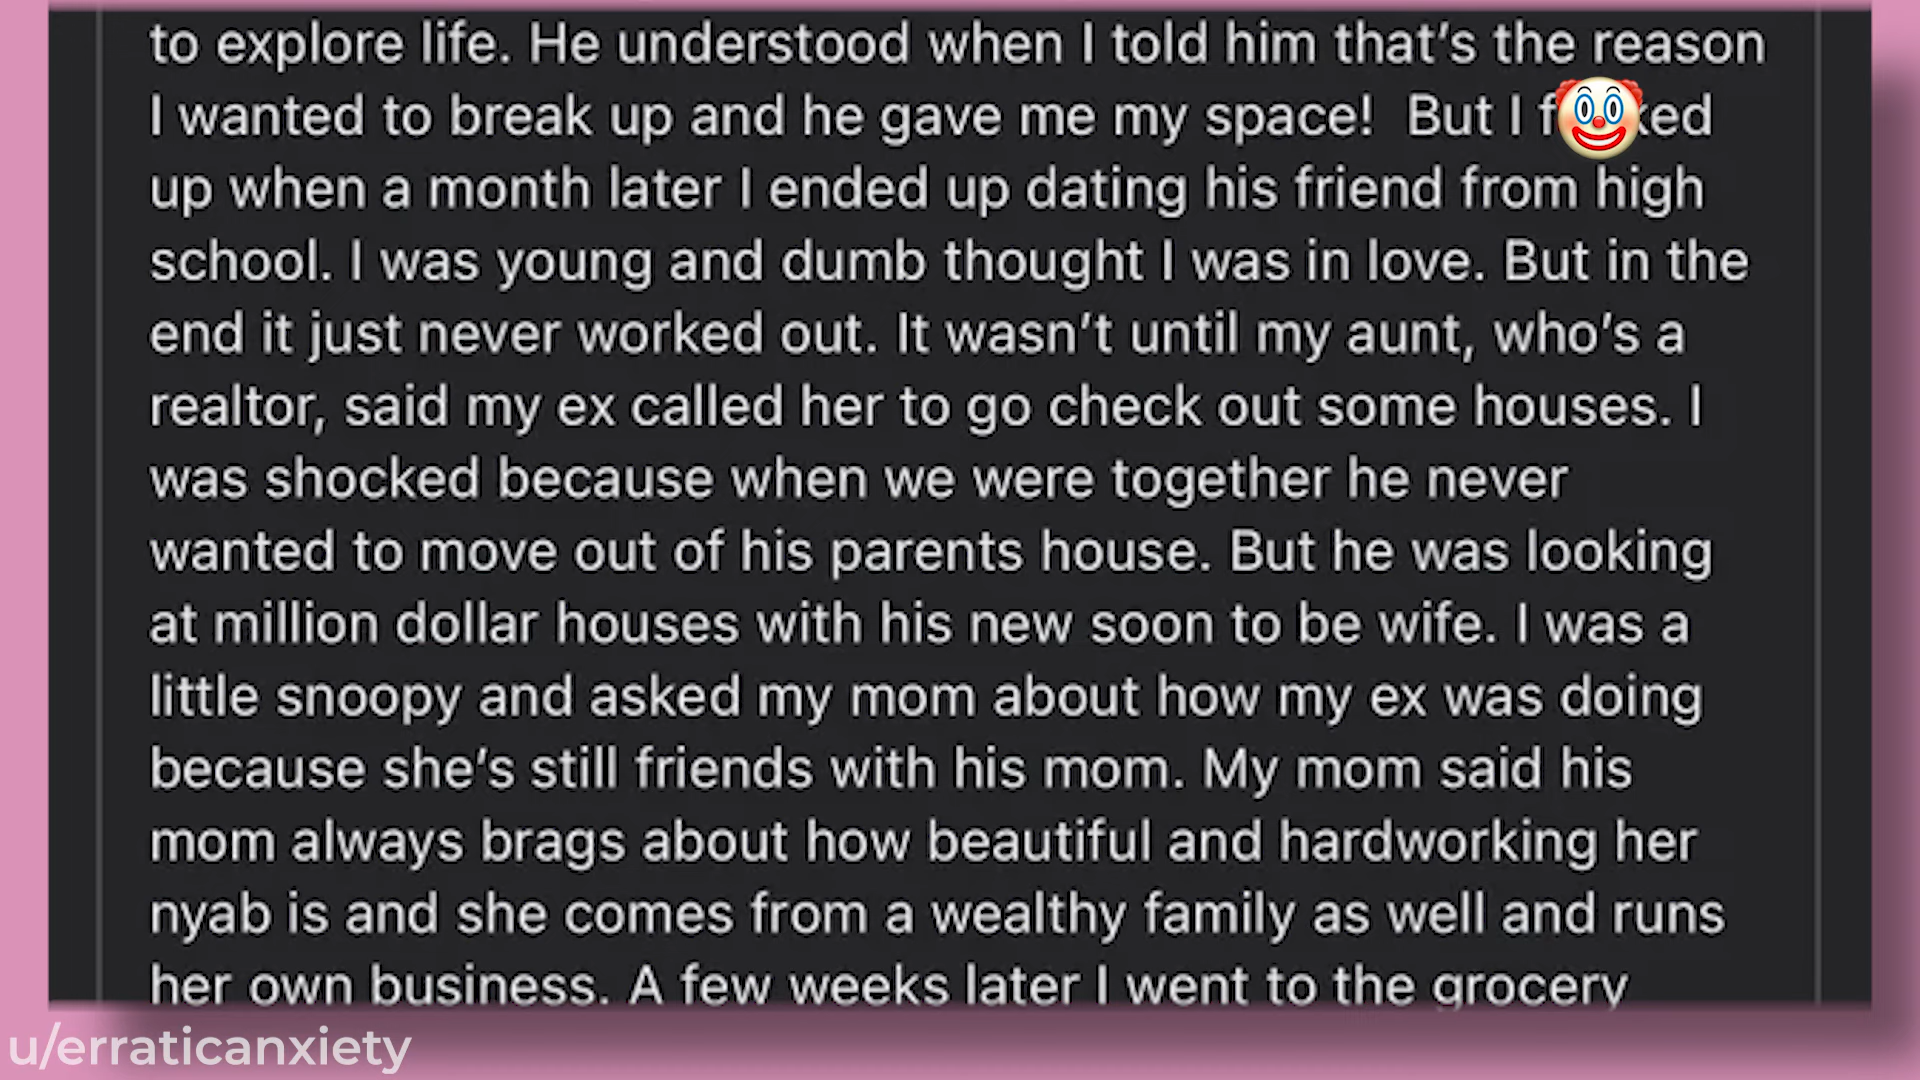 to explore life. He understood when I told him that’s the reason
I wanted to break up and he gave me my space! But I f🤡ked
up when a month later I ended up dating his friend from high
school. I was young and dumb thought I was in love. But in the
end it just never worked out. It wasn’t until my aunt, who’s a
realtor, said my ex called her to go check out some houses. I
was shocked because when we were together he never
wanted to move out of his parents house. But he was looking
at million dollar houses with his new soon to be wife. I was a
little snoopy and asked my mom about how my ex was doing
because she’s still friends with his mom. My mom said his
mom always brags about how beautiful and hardworking her
nyab is and she comes from a wealthy family as well and runs
her own business. A few weeks later I went to the grocery
u/erraticanxiety